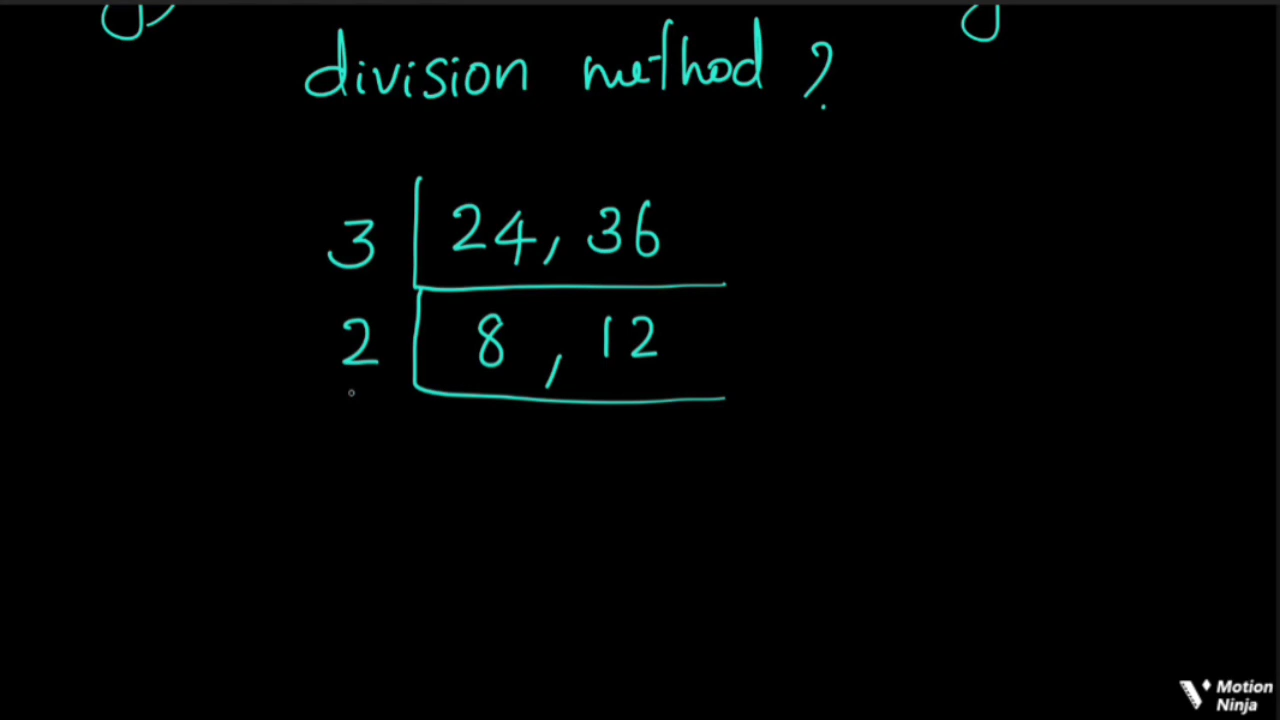 division method ?
3 24, 36
2 8 , 12
Motion
Ninja